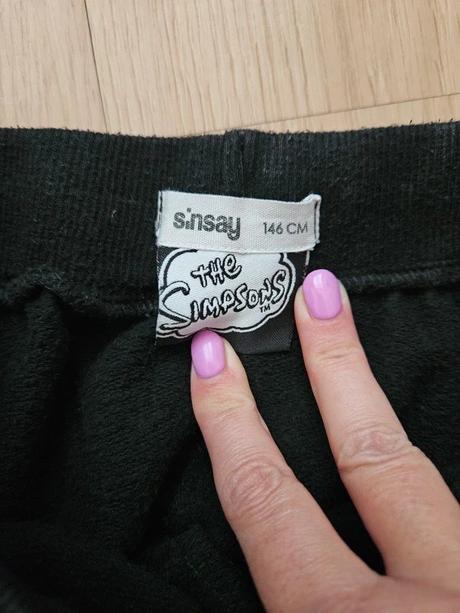 sinsay 146 CM
THE
SIMPSONS
TM